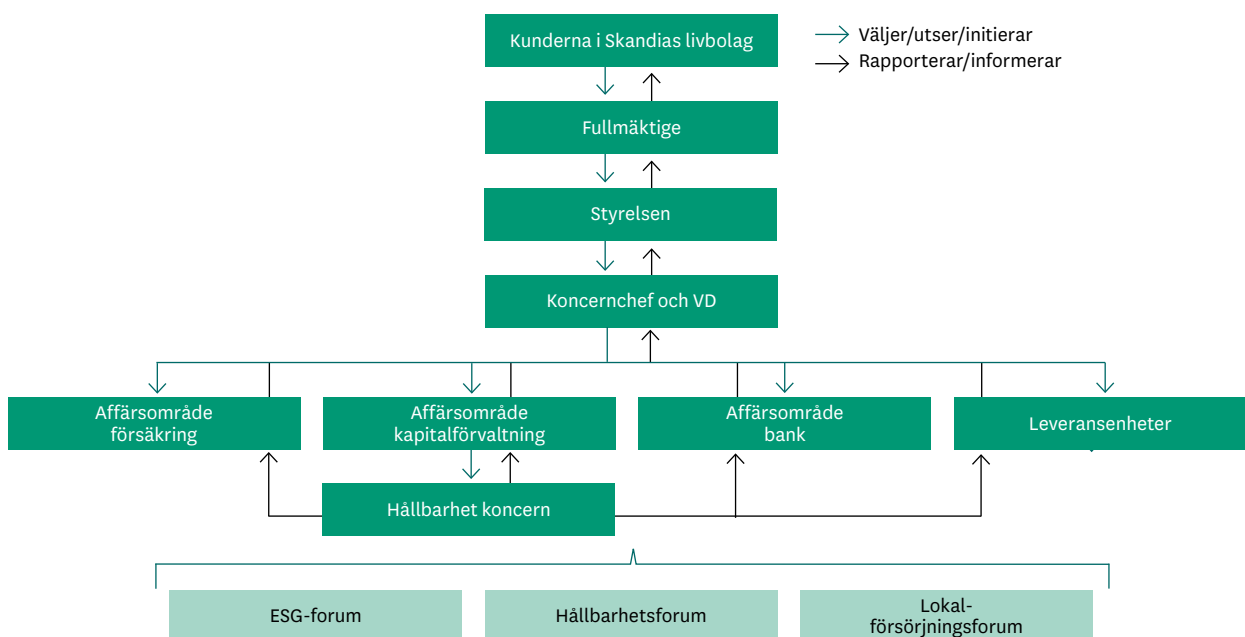 Kunderna i Skandias livbolag
Väljer/utser/initierar
Rapporterar/informerar
Fullmäktige
Styrelsen
Koncernchef och VD
Affärsområde
försäkring
Affärsområde
kapitalförvaltning
Affärsområde
bank
Leveransenheter
Hållbarhet koncern
ESG-forum
Hållbarhetsforum
Lokal-
försörjningsforum